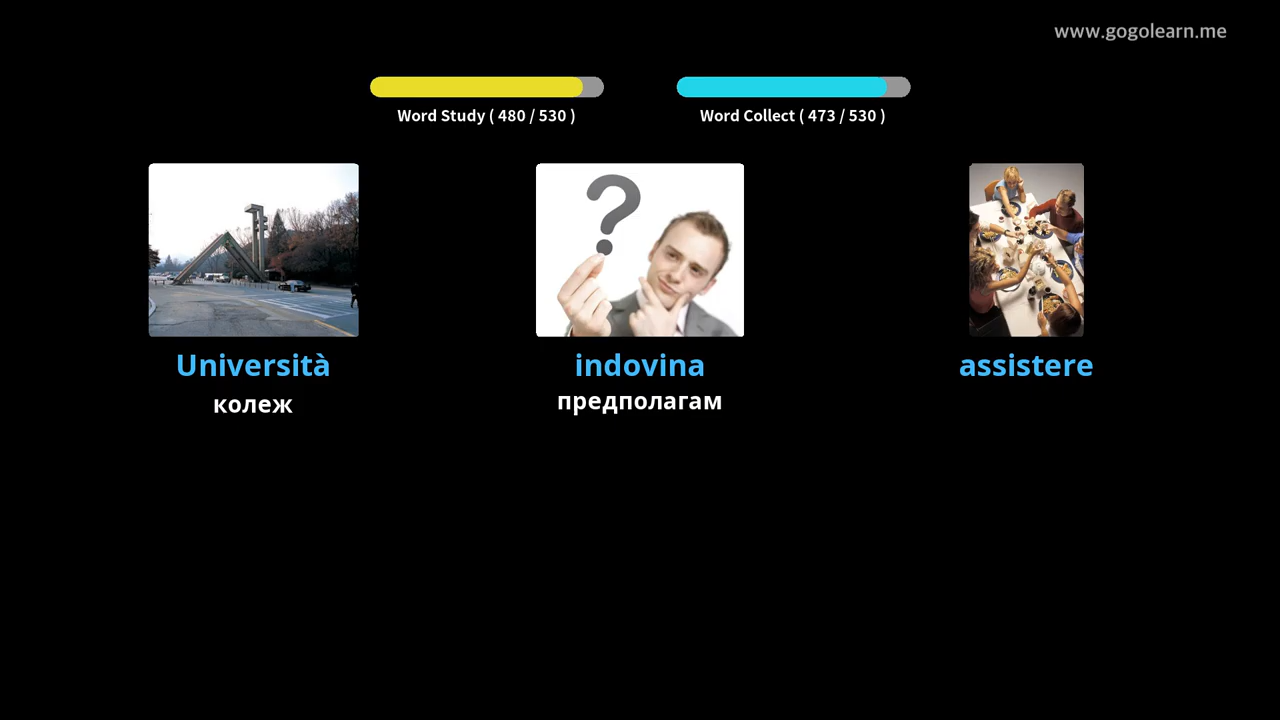 www.gogolearn.me
Word Study ( 480 / 530 )
Word Collect ( 473 / 530 )
Università
indovina
assistere
колеж
предполагам